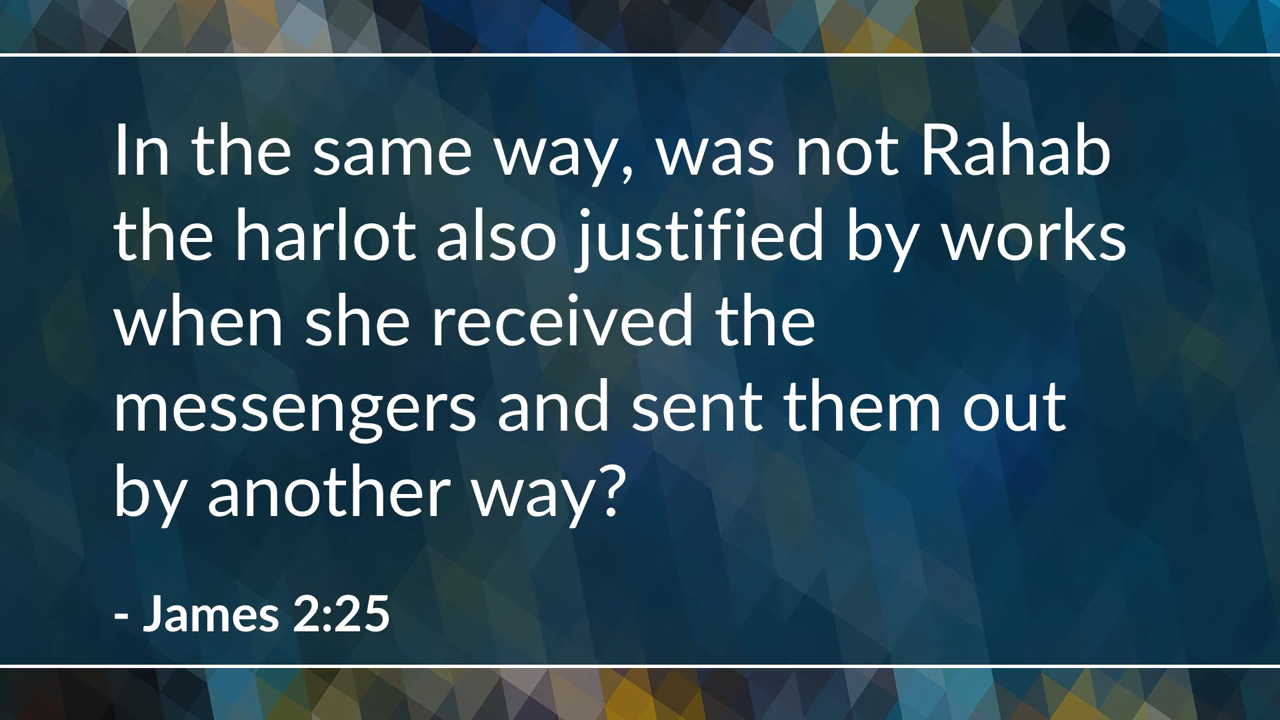 In the same way, was not Rahab
the harlot also justified by works
when she received the
messengers and sent them out
by another way?
- James 2:25